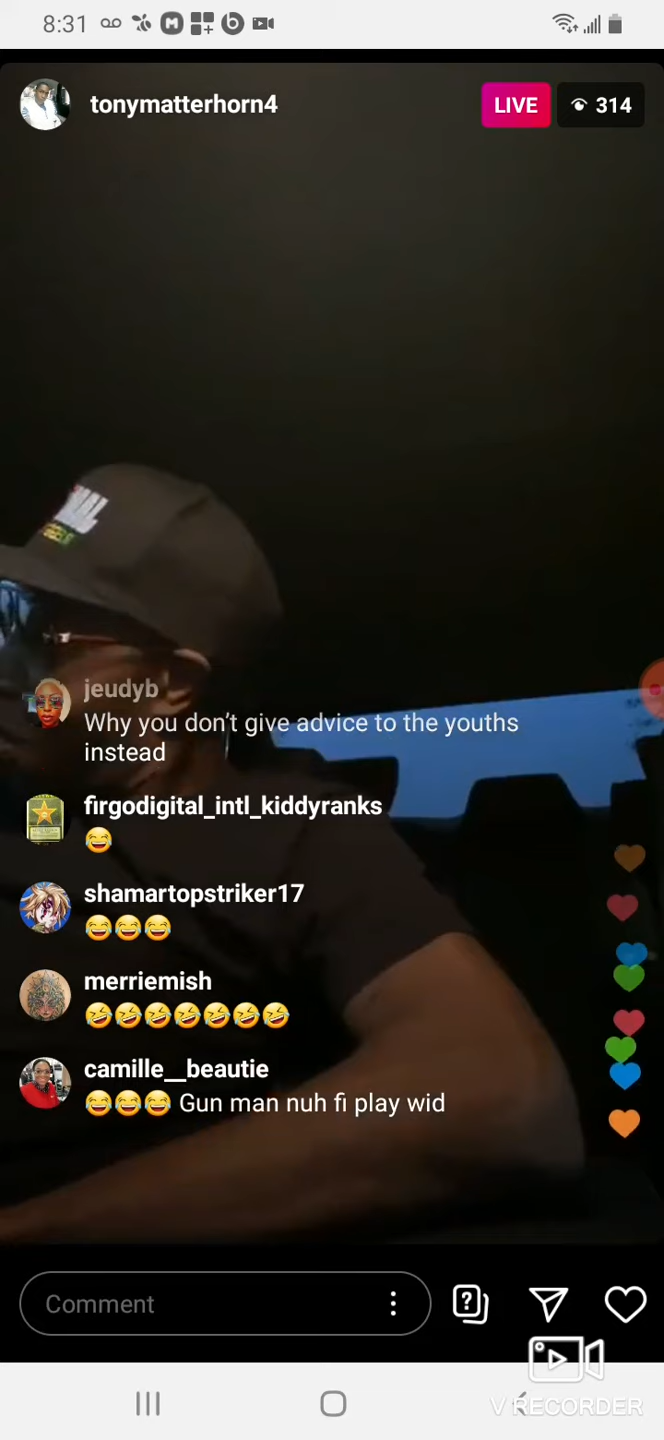 8:31
tonymatterhorn4
LIVE 314
jeudyb
Why you don't give advice to the youths
instead
firgodigital_intl_kiddyranks
😂
shamartopstriker17
😂😂😂
merriemish
🤣🤣🤣🤣🤣🤣🤣
camille__beautie
😂😂😂 Gun man nuh fi play wid
Comment
V RECORDER